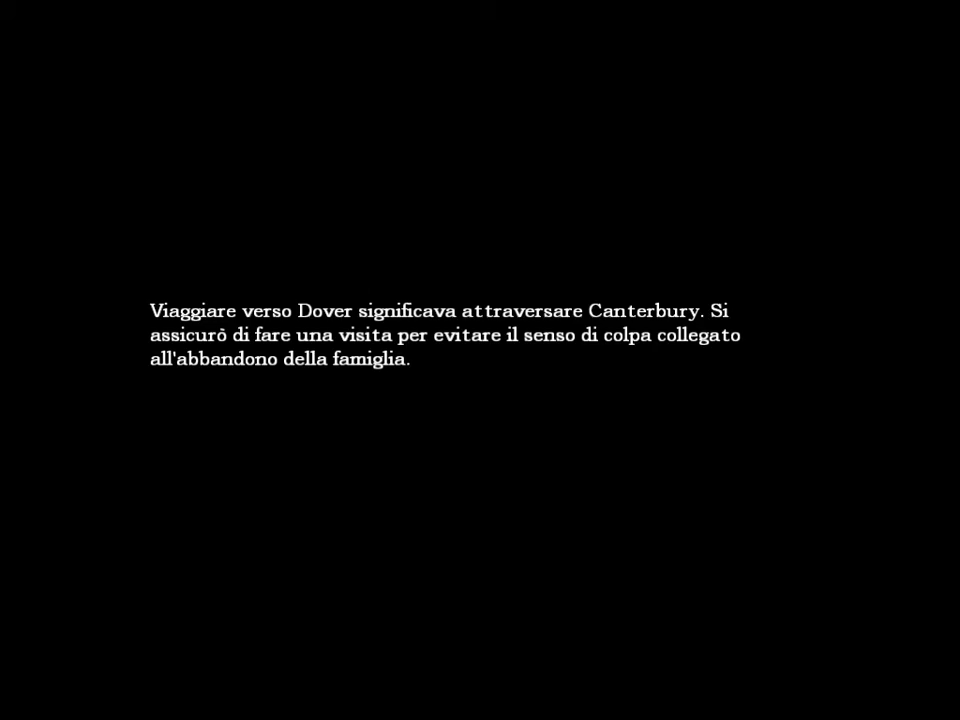 Viaggiare verso Dover significava attraversare Canterbury. Si
assicurò di fare una visita per evitare il senso di colpa collegato
all'abbandono della famiglia.